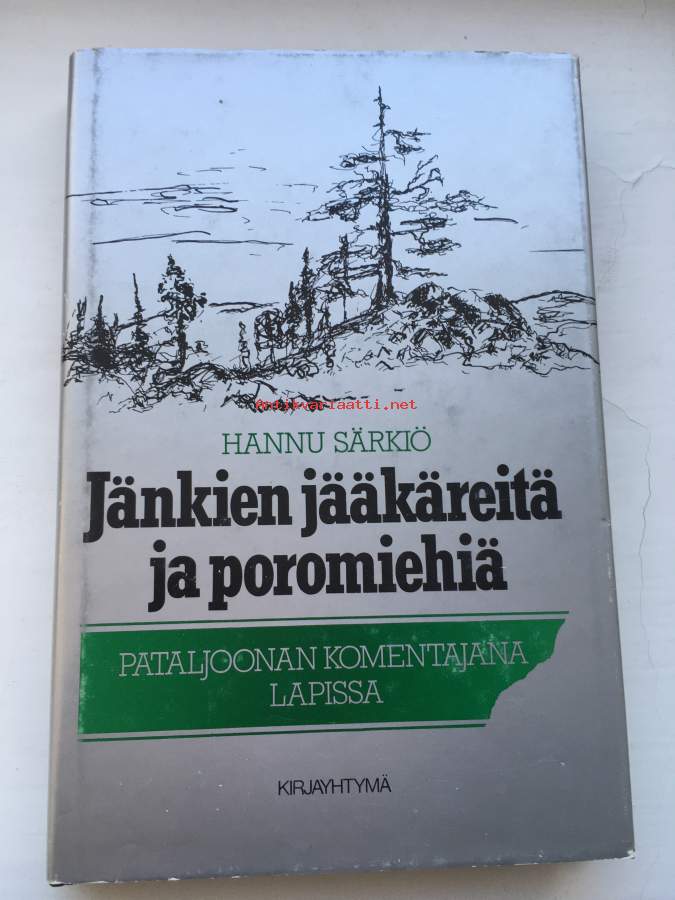 Antikvariaatti.net
HANNU SÄRKIÖ
Jänkien jääkäreitä
ja poromiehiä
PATALJOONAN KOMENTAJANA
LAPISSA
KIRJAYHTYMÄ